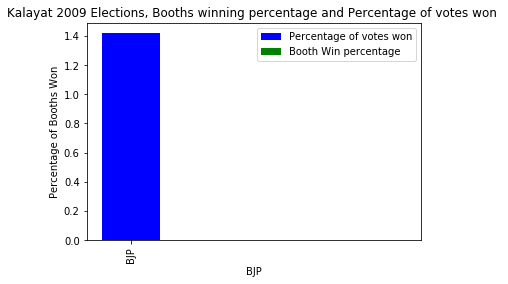 Kalayat 2009 Elections, Booths winning percentage and Percentage of votes won
Percentage of votes won
Booth Win percentage
Percentage of Booths Won
1.4
1.2
1.0
0.8
0.6
0.4
0.2
0.0
BJP
BJP